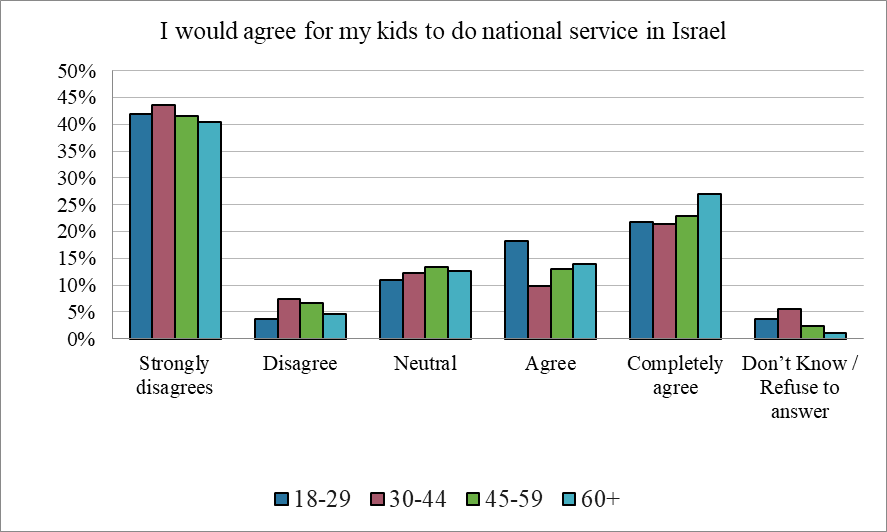 I would agree for my kids to do national service in Israel
50%
45%
40%
35%
30%
25%
20%
15%
10%
5%
0%
Strongly
disagrees
Disagree
Neutral
Agree
Completely
agree
Don’t Know /
Refuse to
answer
18-29 30-44 45-59 60+